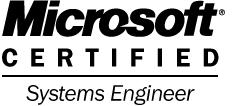 Microsoft®
CERTIFIED
Systems Engineer